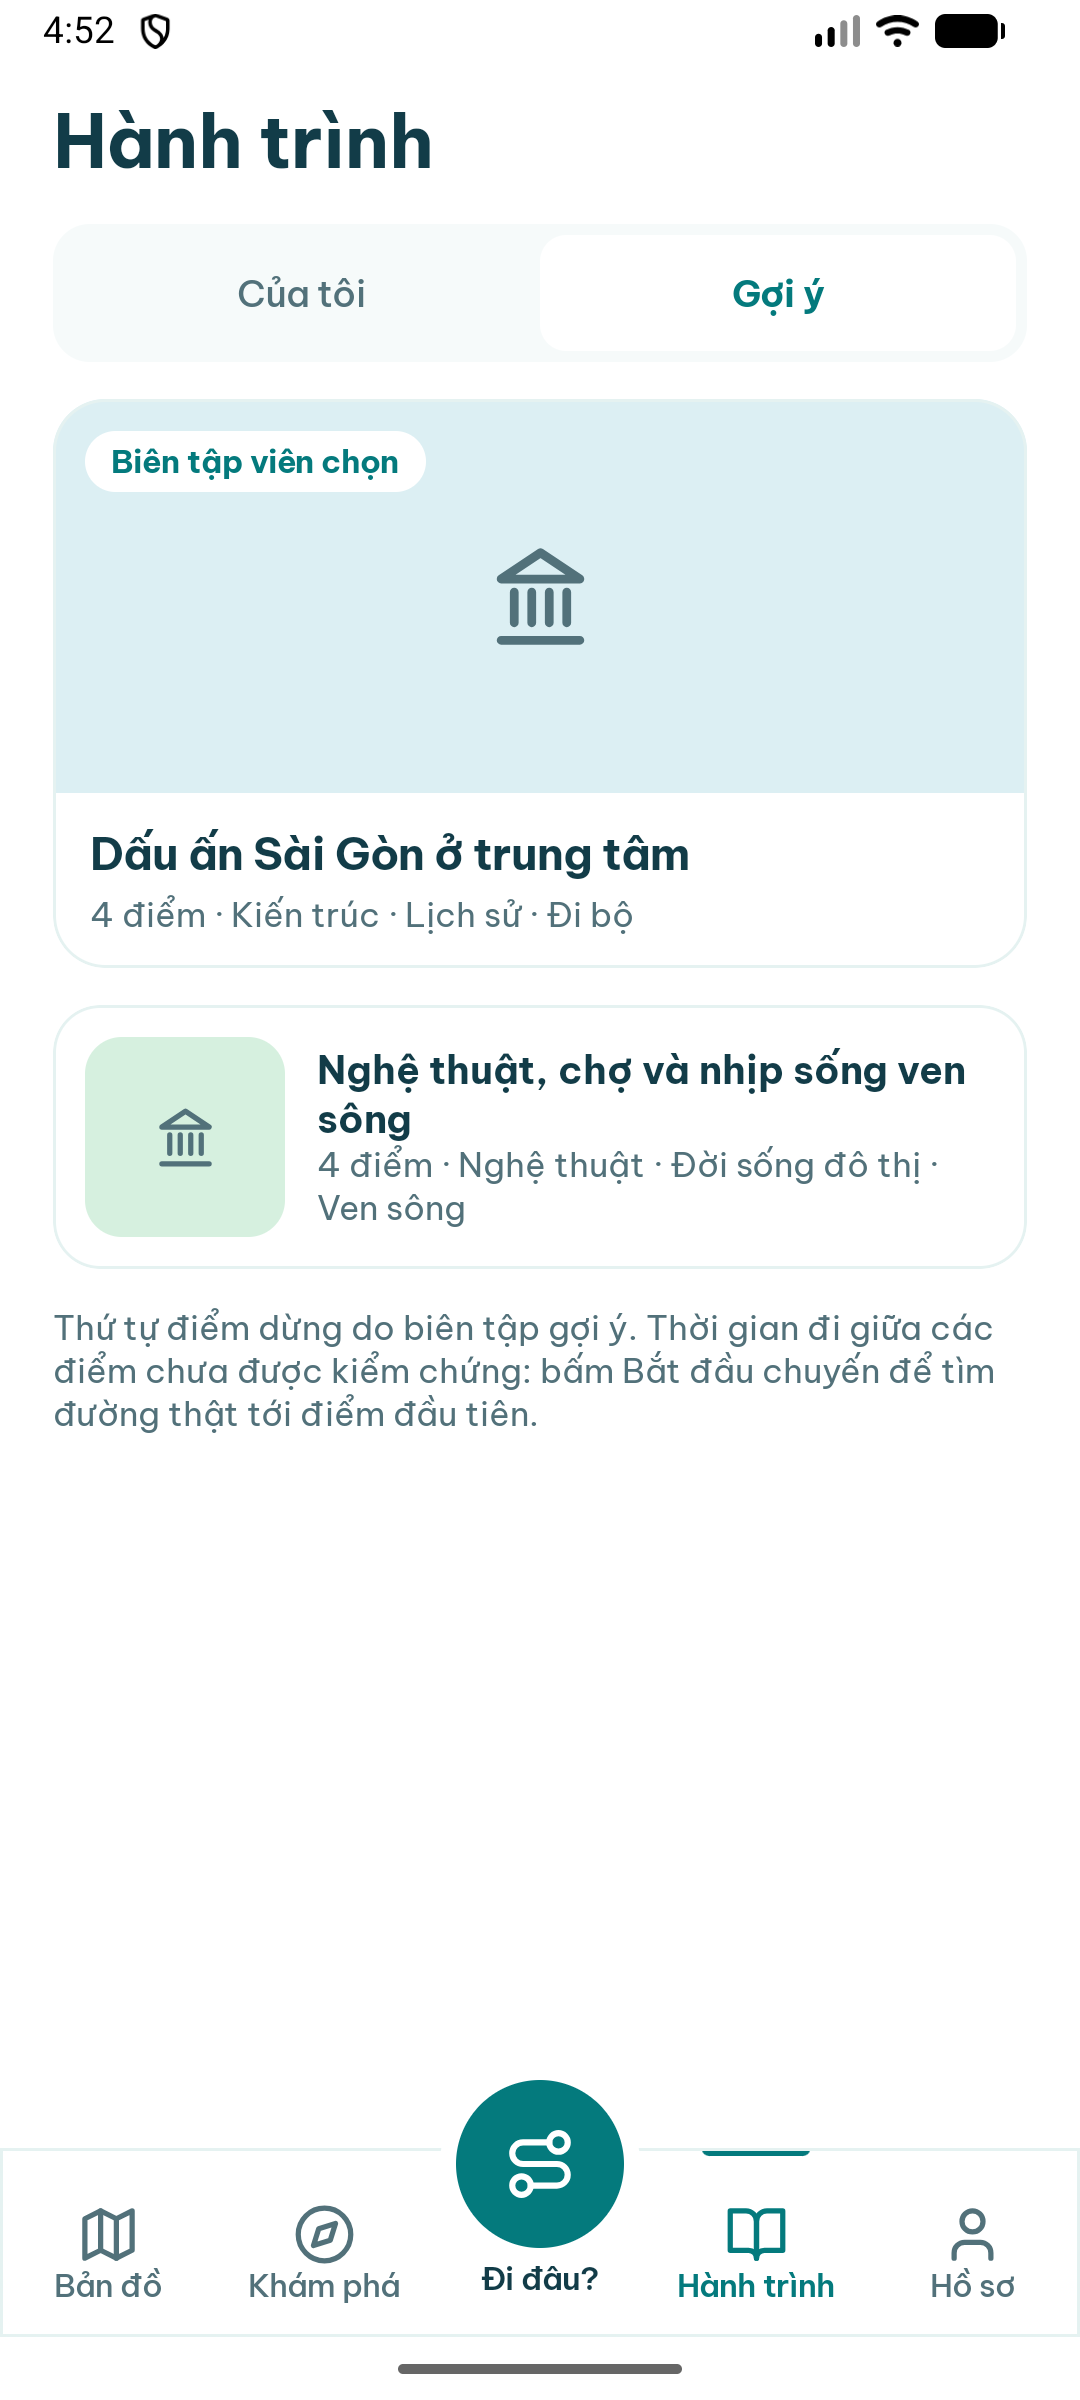 4:52
Hành trình
Của tôi
Gợi ý
Biên tập viên chọn
Dấu ấn Sài Gòn ở trung tâm
4 điểm · Kiến trúc · Lịch sử · Đi bộ
Nghệ thuật, chợ và nhịp sống ven
sông
4 điểm · Nghệ thuật · Đời sống đô thị ·
Ven sông
Thứ tự điểm dừng do biên tập gợi ý. Thời gian đi giữa các
điểm chưa được kiểm chứng: bấm Bắt đầu chuyến để tìm
đường thật tới điểm đầu tiên.
Bản đồ
Khám phá
Đi đâu?
Hành trình
Hồ sơ